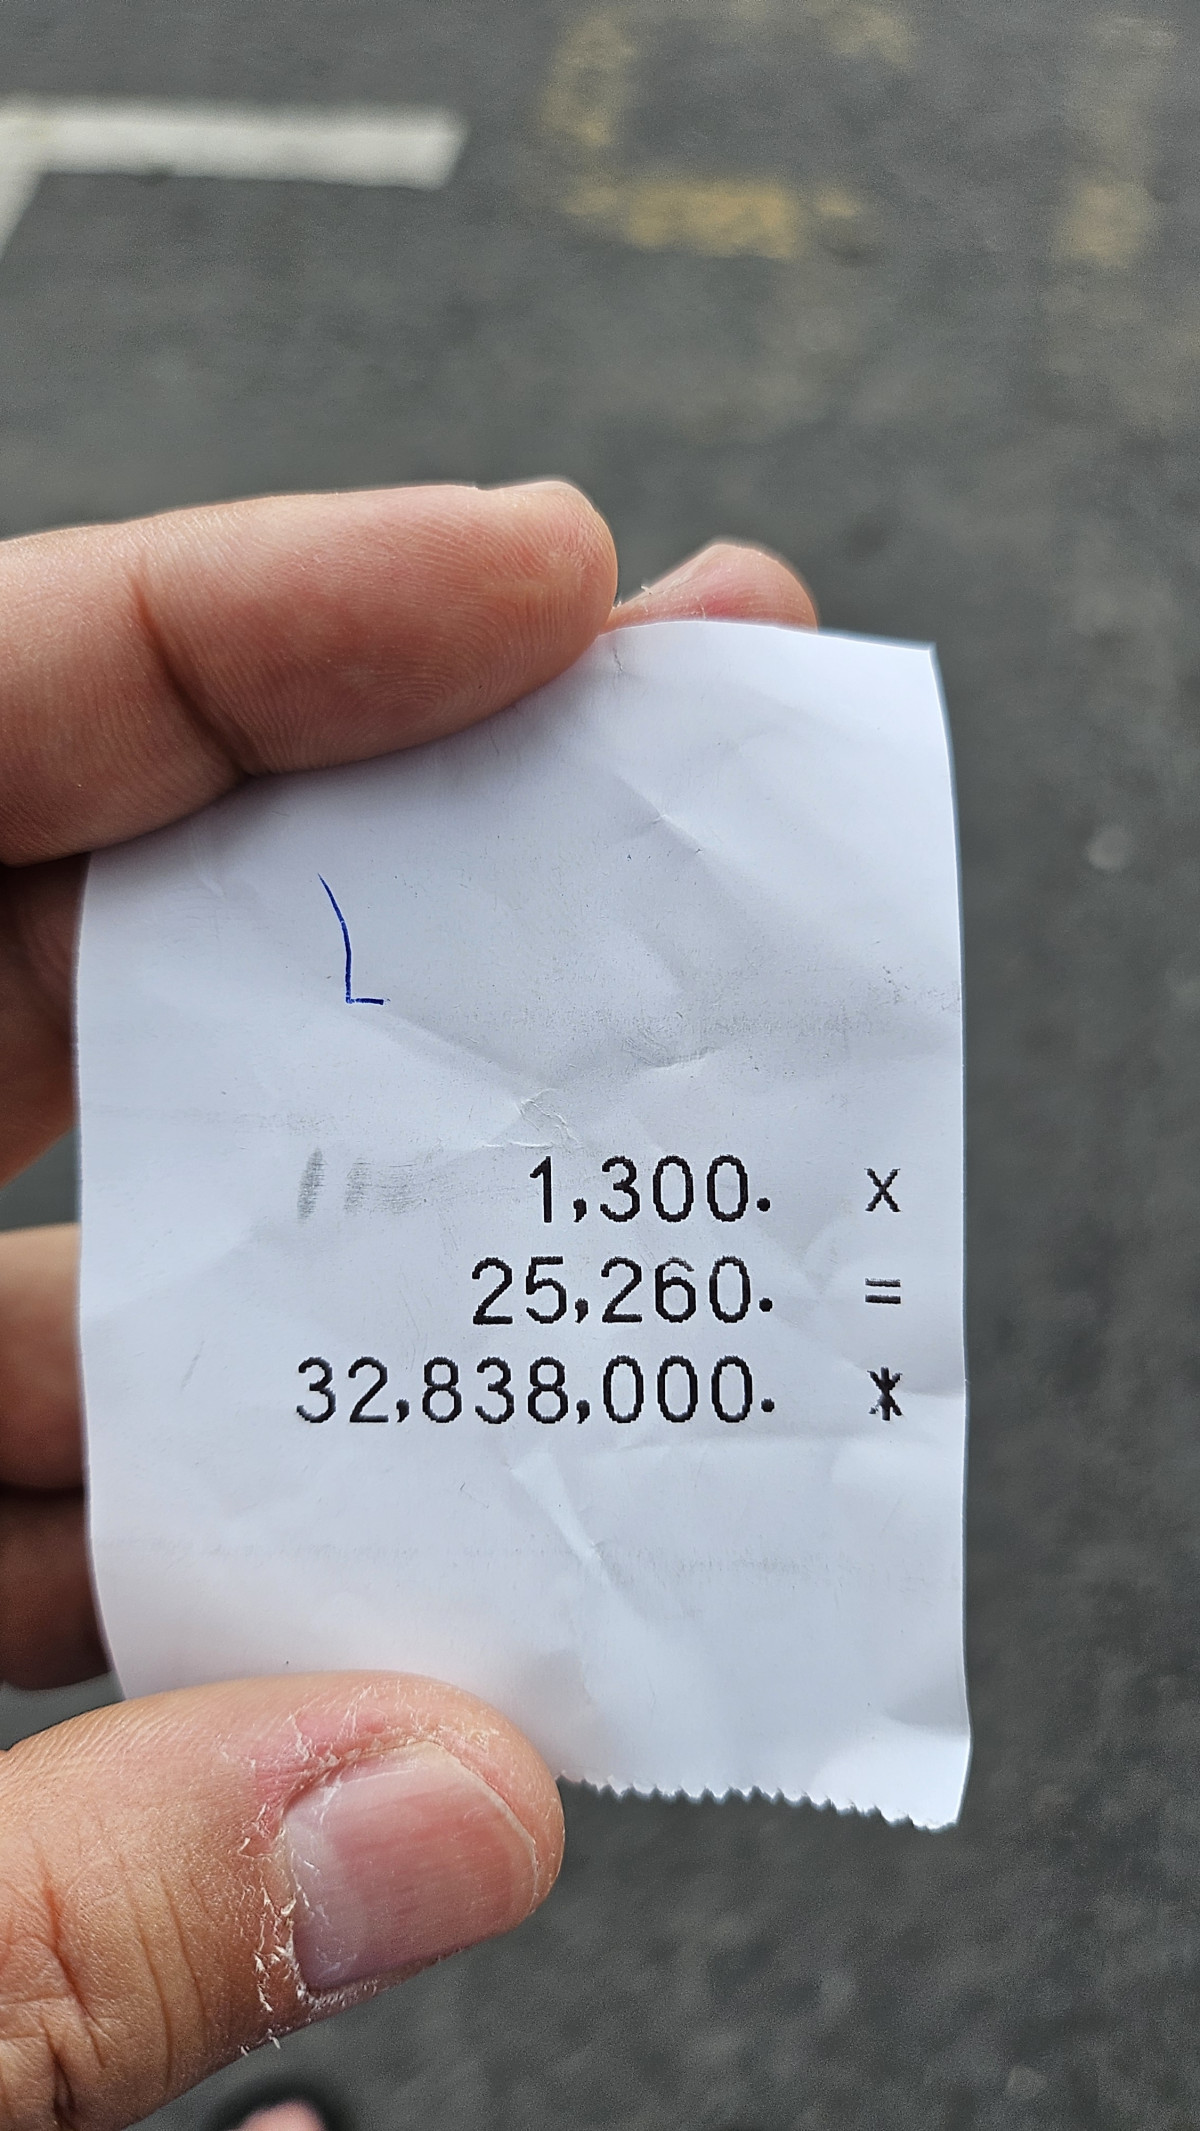 1,300. x
25,260. =
32,838,000. *